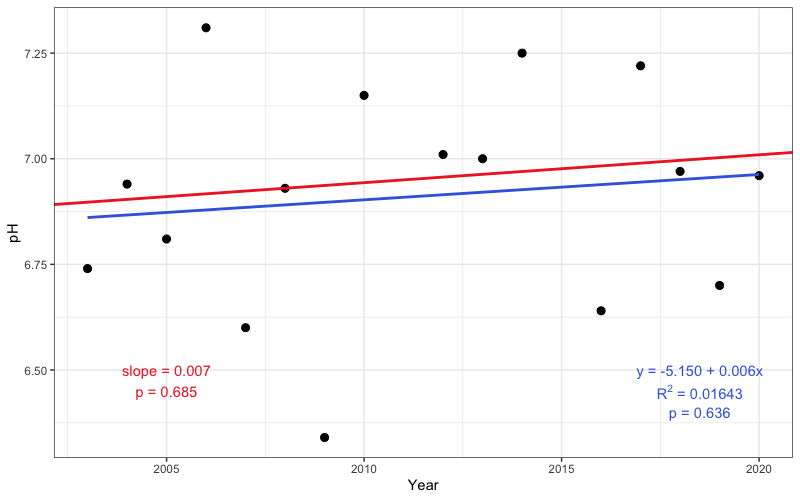 7.25
7.00
6.75
6.50
pH
slope = 0.007
p = 0.685
y = -5.150 + 0.006x
R² = 0.01643
p = 0.636
2005 2010 2015 2020
Year